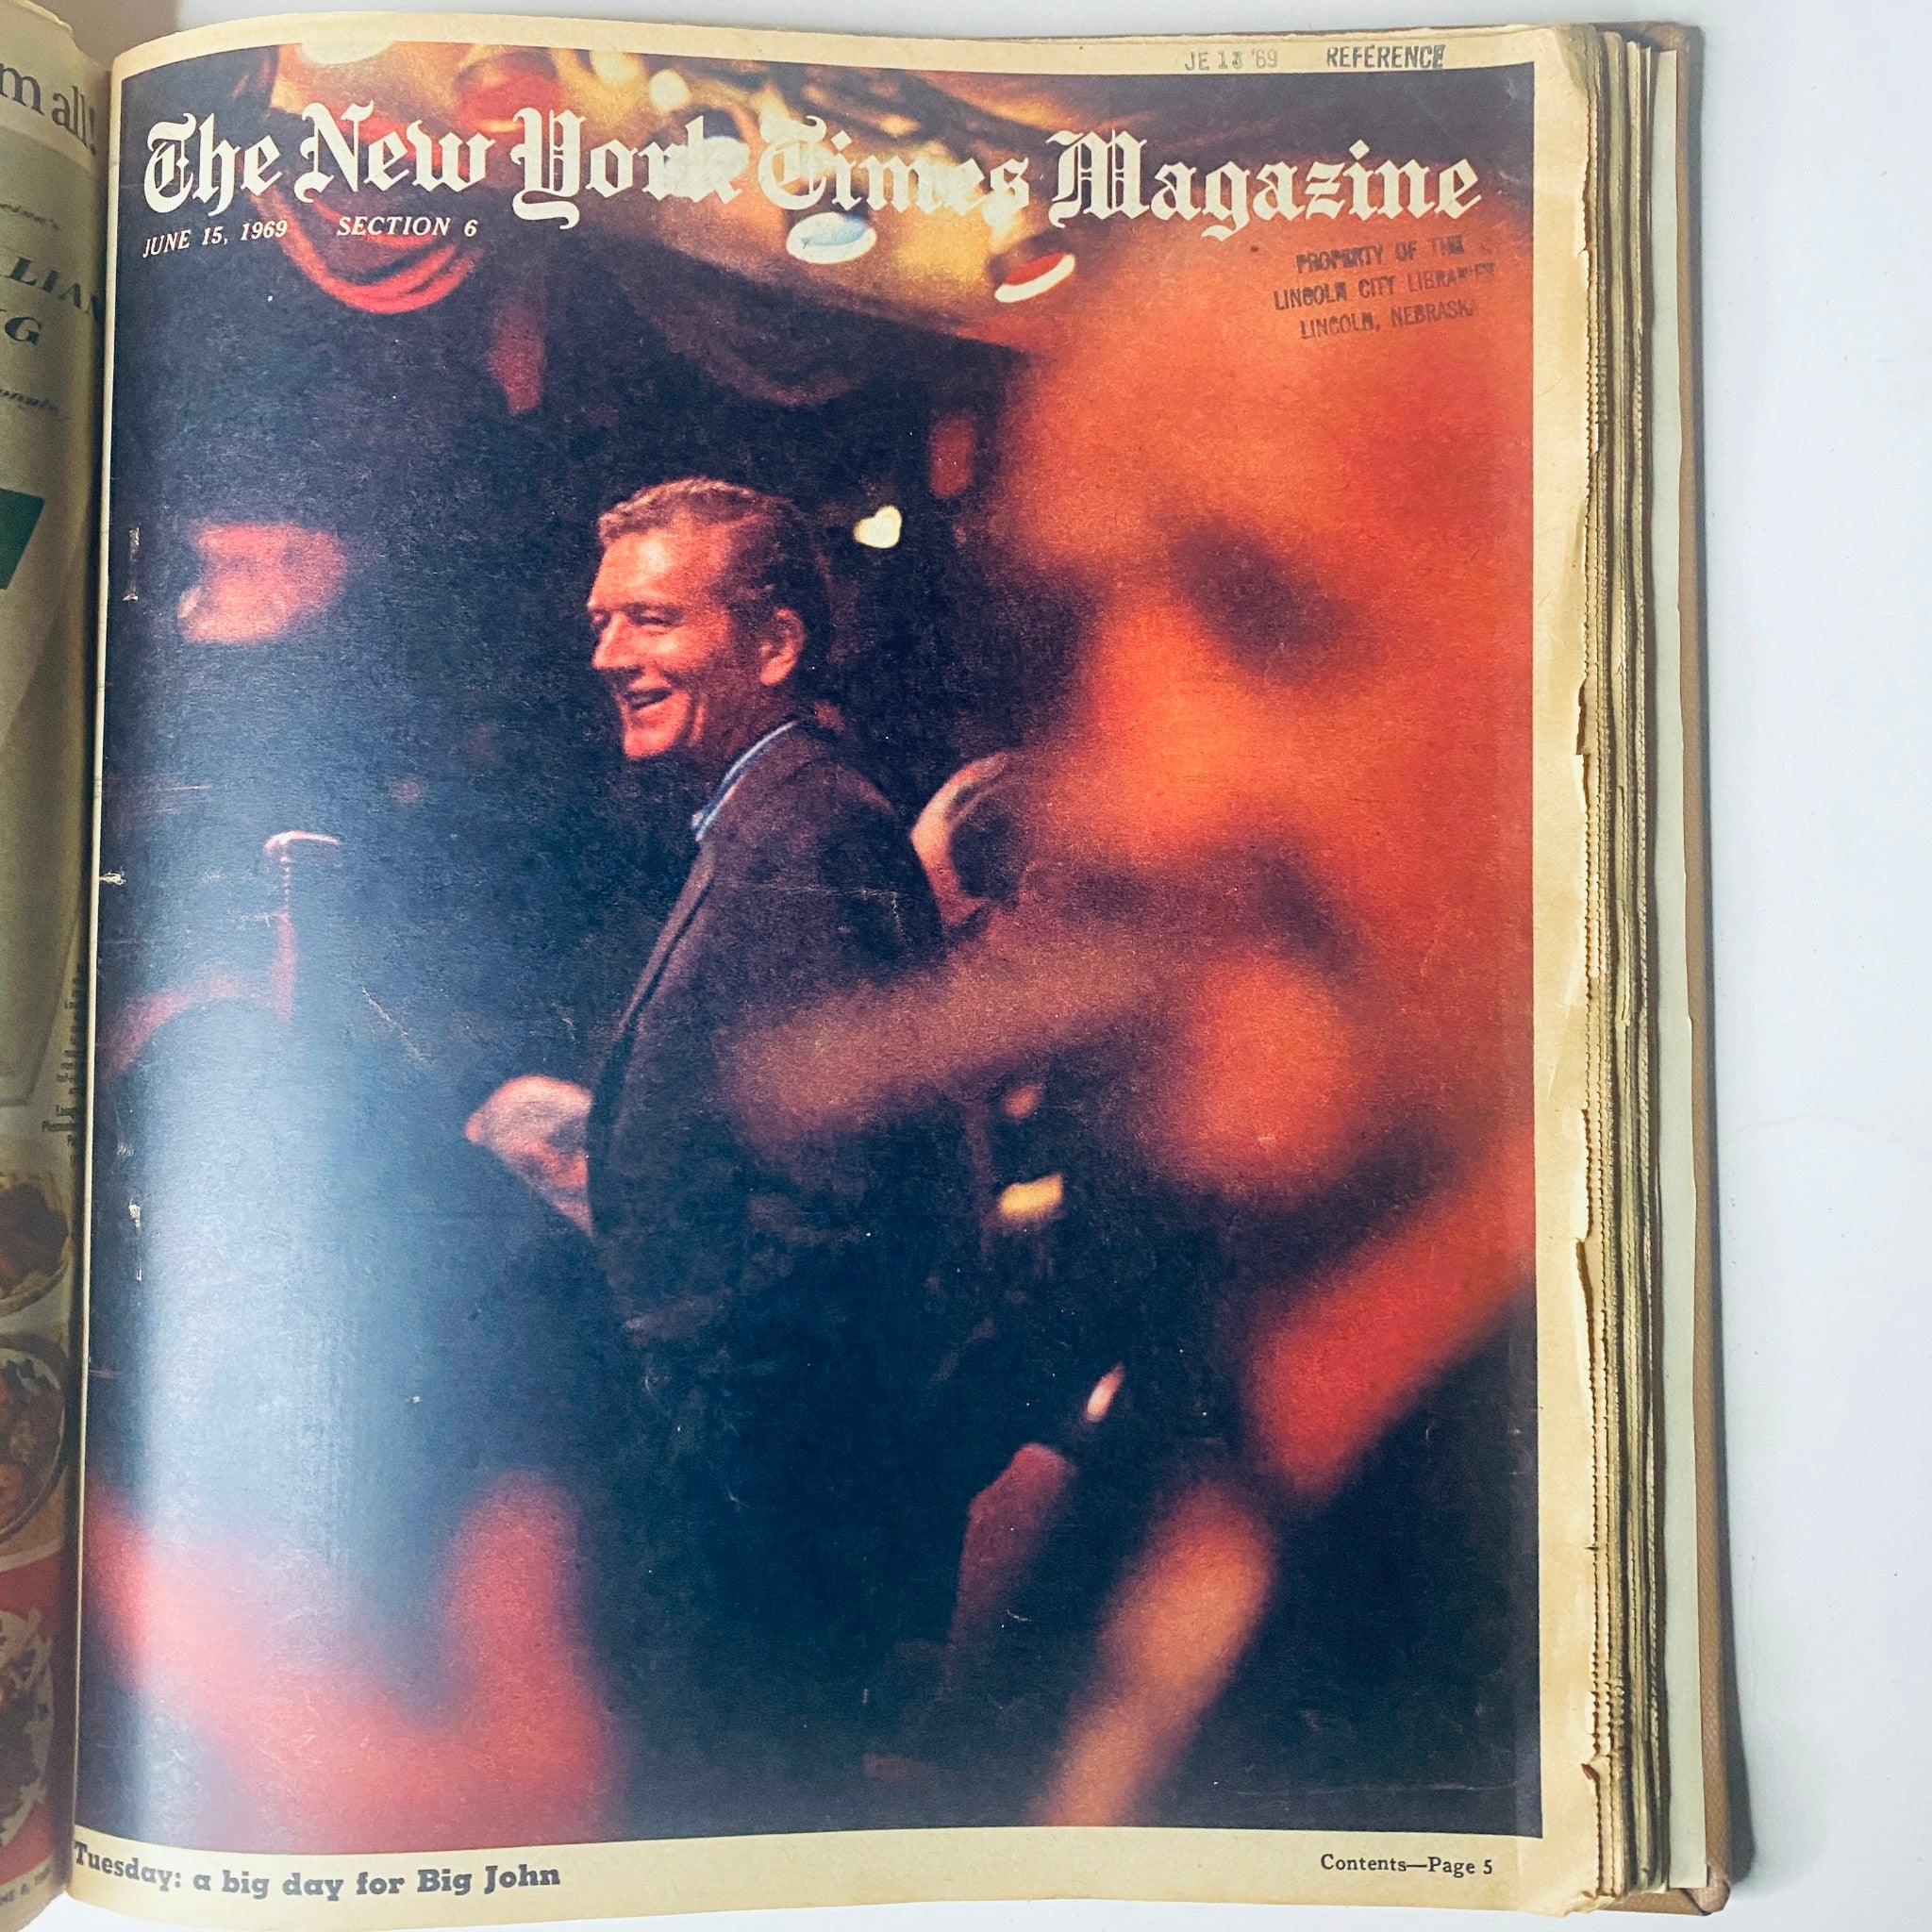 m all!
JE 13 '69 REFERENCE
The New York Times Magazine
JUNE 15, 1969 SECTION 6
PROPERTY OF THE
LINCOLN CITY LIBRARIES
LINCOLN, NEBRASKA
Tuesday: a big day for Big John
Contents—Page 5